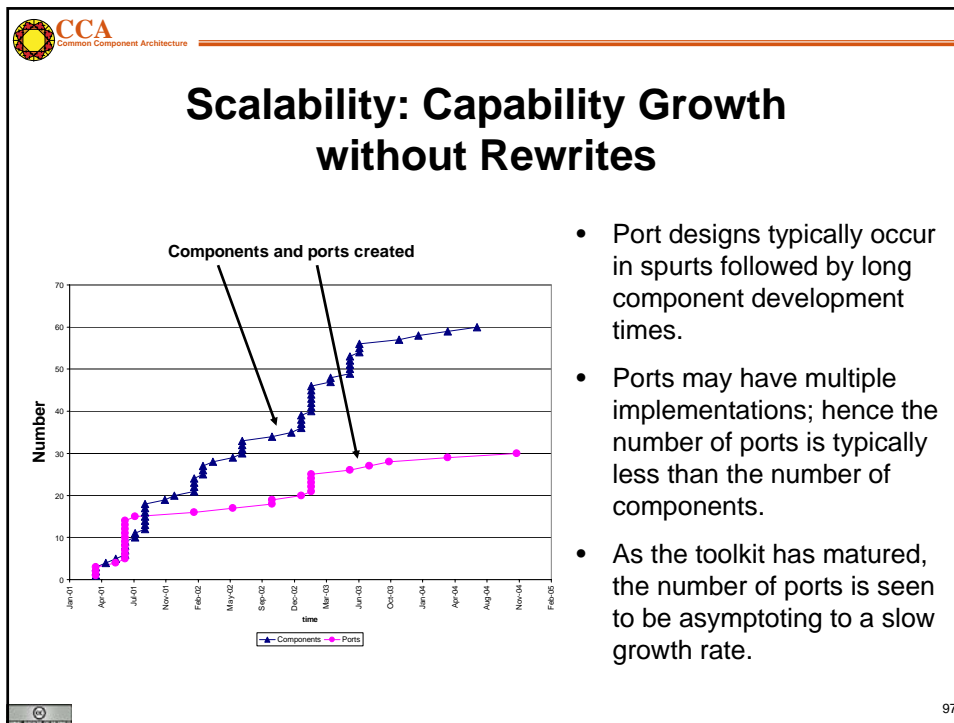 CCA
Common Component Architecture
Scalability: Capability Growth
without Rewrites
Components and ports created
70
60
50
40
30
20
10
0
Number
Jan-01
Apr-01
Jul-01
Nov-01
Feb-02
May-02
Sep-02
Dec-02
Mar-03
Jun-03
Oct-03
Jan-04
Apr-04
Aug-04
Nov-04
Feb-05
time
Components
Ports
• Port designs typically occur
in spurts followed by long
component development
times.
• Ports may have multiple
implementations; hence the
number of ports is typically
less than the number of
components.
• As the toolkit has matured,
the number of ports is seen
to be asymptoting to a slow
growth rate.
cc
97